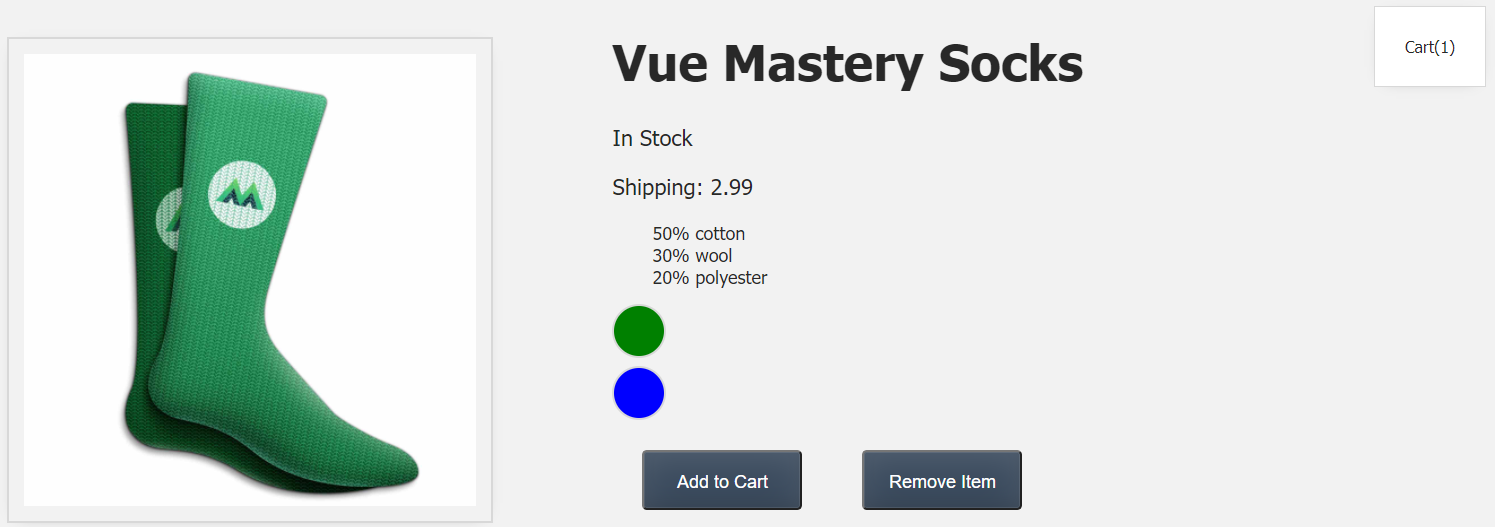 Cart(1)
Vue Mastery Socks
In Stock
Shipping: 2.99
50% cotton
30% wool
20% polyester
Add to Cart
Remove Item